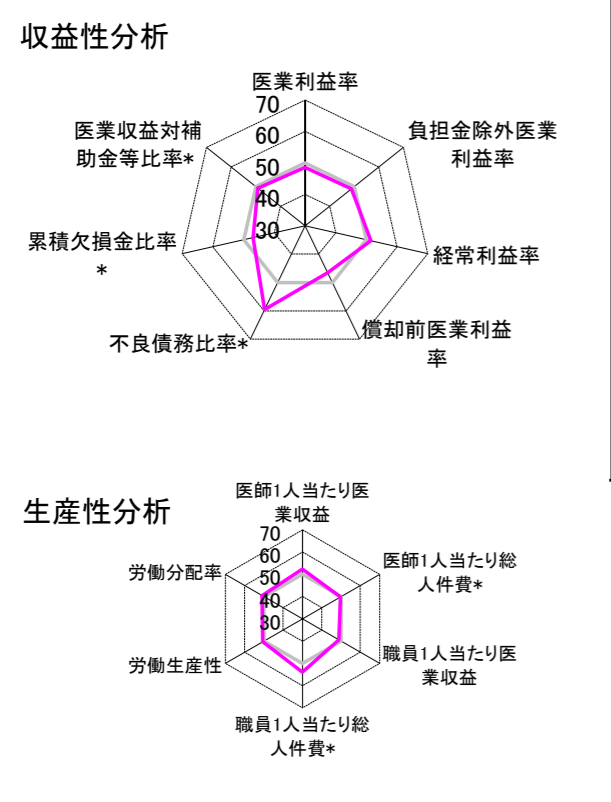 収益性分析
医業利益率
70
60
50
40
30
負担金除外医業
利益率
経常利益率
償却前医業利益
率
不良債務比率*
累積欠損金比率
*
医業収益対補
助金等比率*
生産性分析
医師1人当たり医
業収益
70
60
50
40
30
医師1人当たり総
人件費*
職員1人当たり医
業収益
職員1人当たり総
人件費*
労働生産性
労働分配率